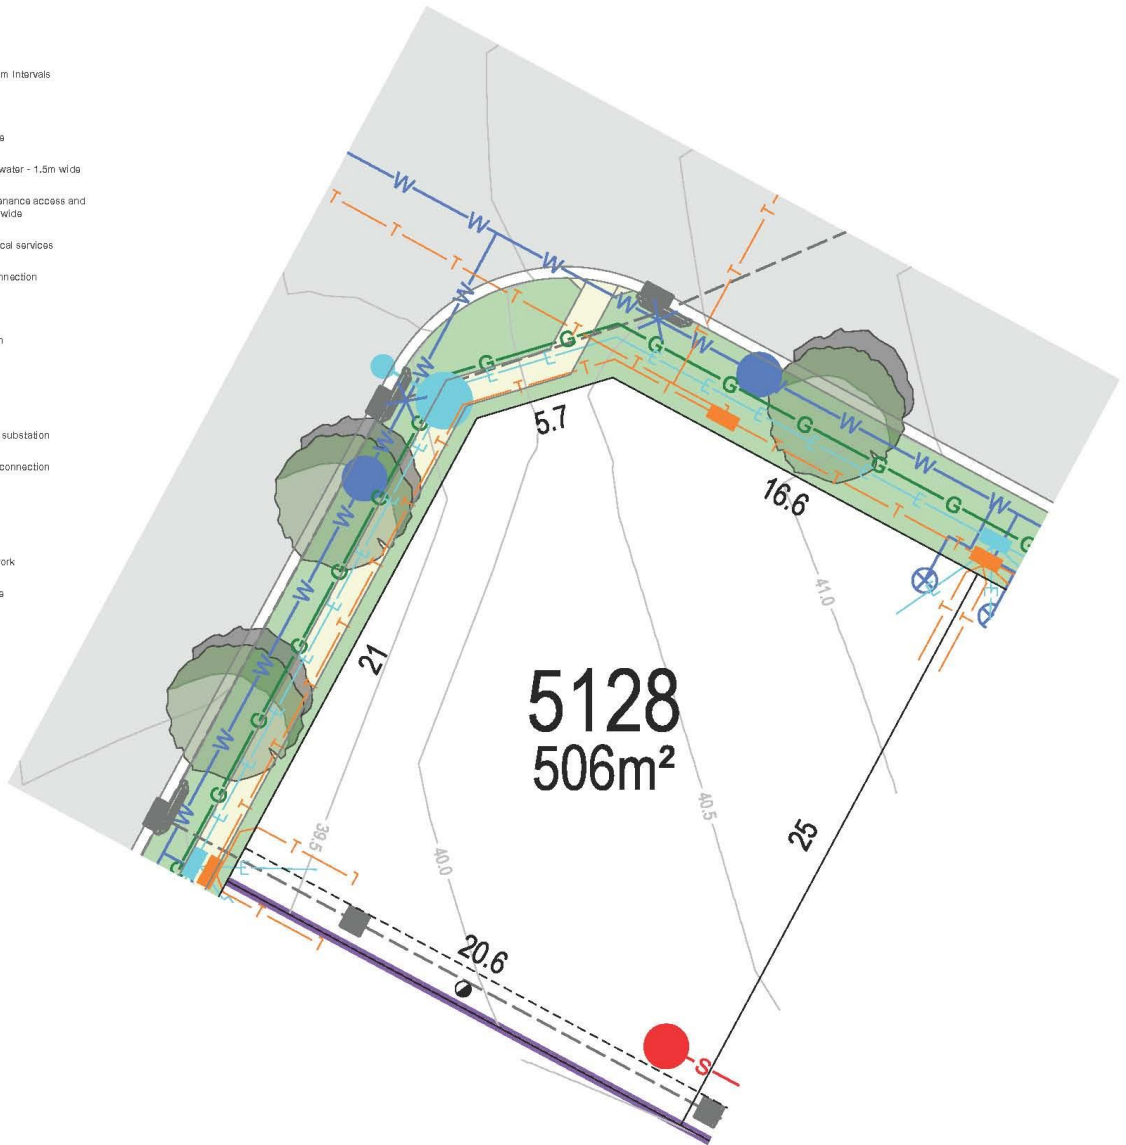 m Intervals
e
water - 1.5m wide
enance access and
wide
cal services
nnection
n
substation
connection
ork
e
T
W
T
W
T
T
T
T
W
W
T
W
W
G
W
G
G
E
E
T
T
T
W
E
G
5.7
W
G
G
E
T
W
E
G
W
16.6
T
G
W
G
W
G
E
T
W
G
T
41.0
21
5128
506m²
W
G
W
G
E
T
W
G
E
T
39.5
40.0
40.5
25
T
T
20.6
S